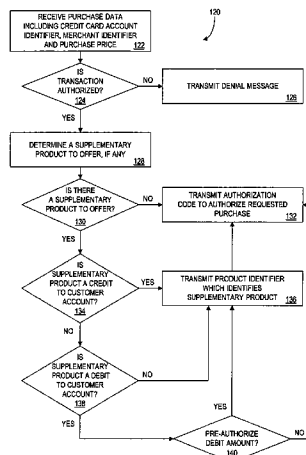 120
RECEIVE PURCHASE DATA
INCLUDING CREDIT CARD ACCOUNT
IDENTIFIER, MERCHANT IDENTIFIER
AND PURCHASE PRICE 122
IS
TRANSACTION
AUTHORIZED?
124
NO
TRANSMIT DENIAL MESSAGE
126
YES
DETERMINE A SUPPLEMENTARY
PRODUCT TO OFFER, IF ANY
128
IS THERE
A SUPPLEMENTARY
PRODUCT TO OFFER?
130
NO
TRANSMIT AUTHORIZATION
CODE TO AUTHORIZE REQUESTED
PURCHASE 132
YES
IS
SUPPLEMENTARY
PRODUCT A CREDIT
TO CUSTOMER
ACCOUNT?
134
YES
TRANSMIT PRODUCT IDENTIFIER
WHICH IDENTIFIES
SUPPLEMENTARY PRODUCT 136
NO
IS
SUPPLEMENTARY
PRODUCT A DEBIT
TO CUSTOMER
ACCOUNT?
138
NO
YES
YES
PRE-AUTHORIZE
DEBIT AMOUNT?
140
NO